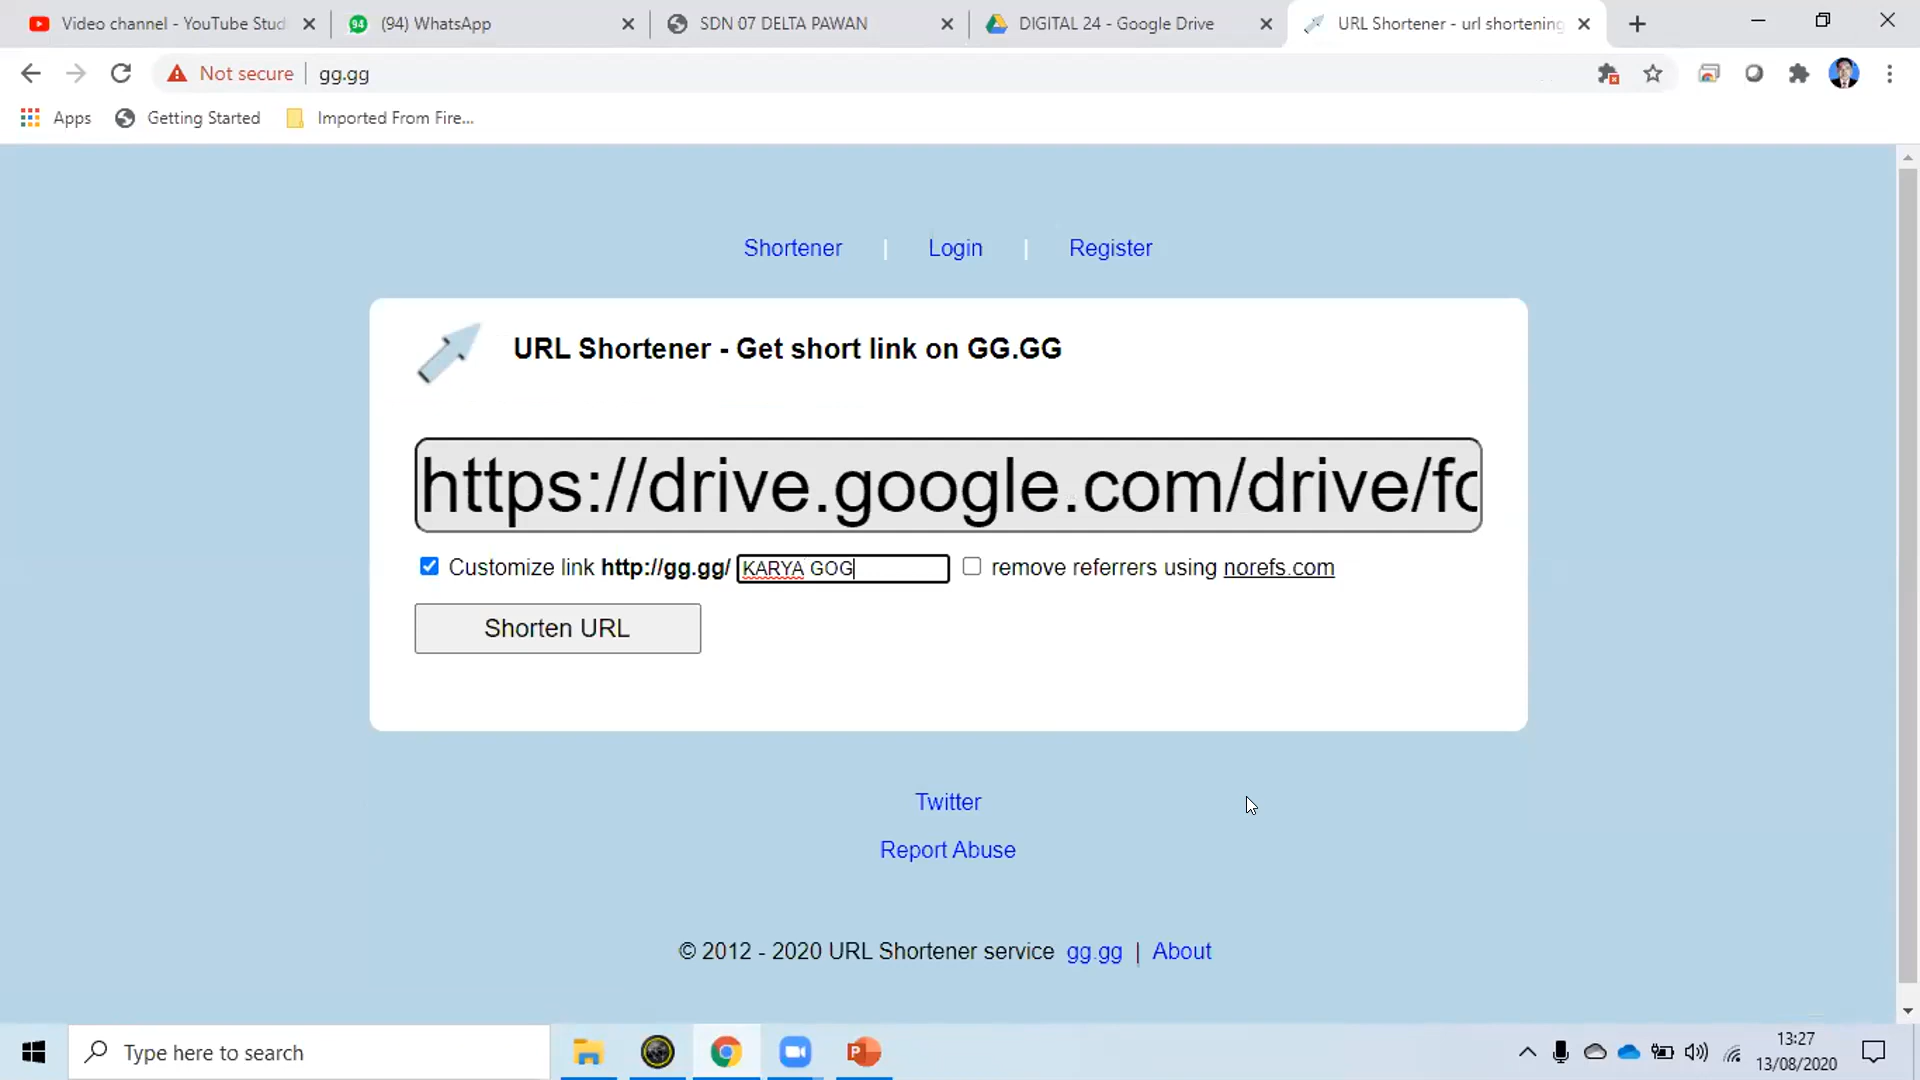 Video channel - YouTube Stud
94 (94) WhatsApp
SDN 07 DELTA PAWAN
DIGITAL 24 - Google Drive
URL Shortener - url shortening
Not secure gg.gg
Apps Getting Started Imported From Fire...
Shortener | Login | Register
URL Shortener - Get short link on GG.GG
https://drive.google.com/drive/fo
Customize link http://gg.gg/ KARYA GOG remove referrers using norefs.com
Shorten URL
Twitter
Report Abuse
© 2012 - 2020 URL Shortener service gg.gg | About
Type here to search
13:27
13/08/2020